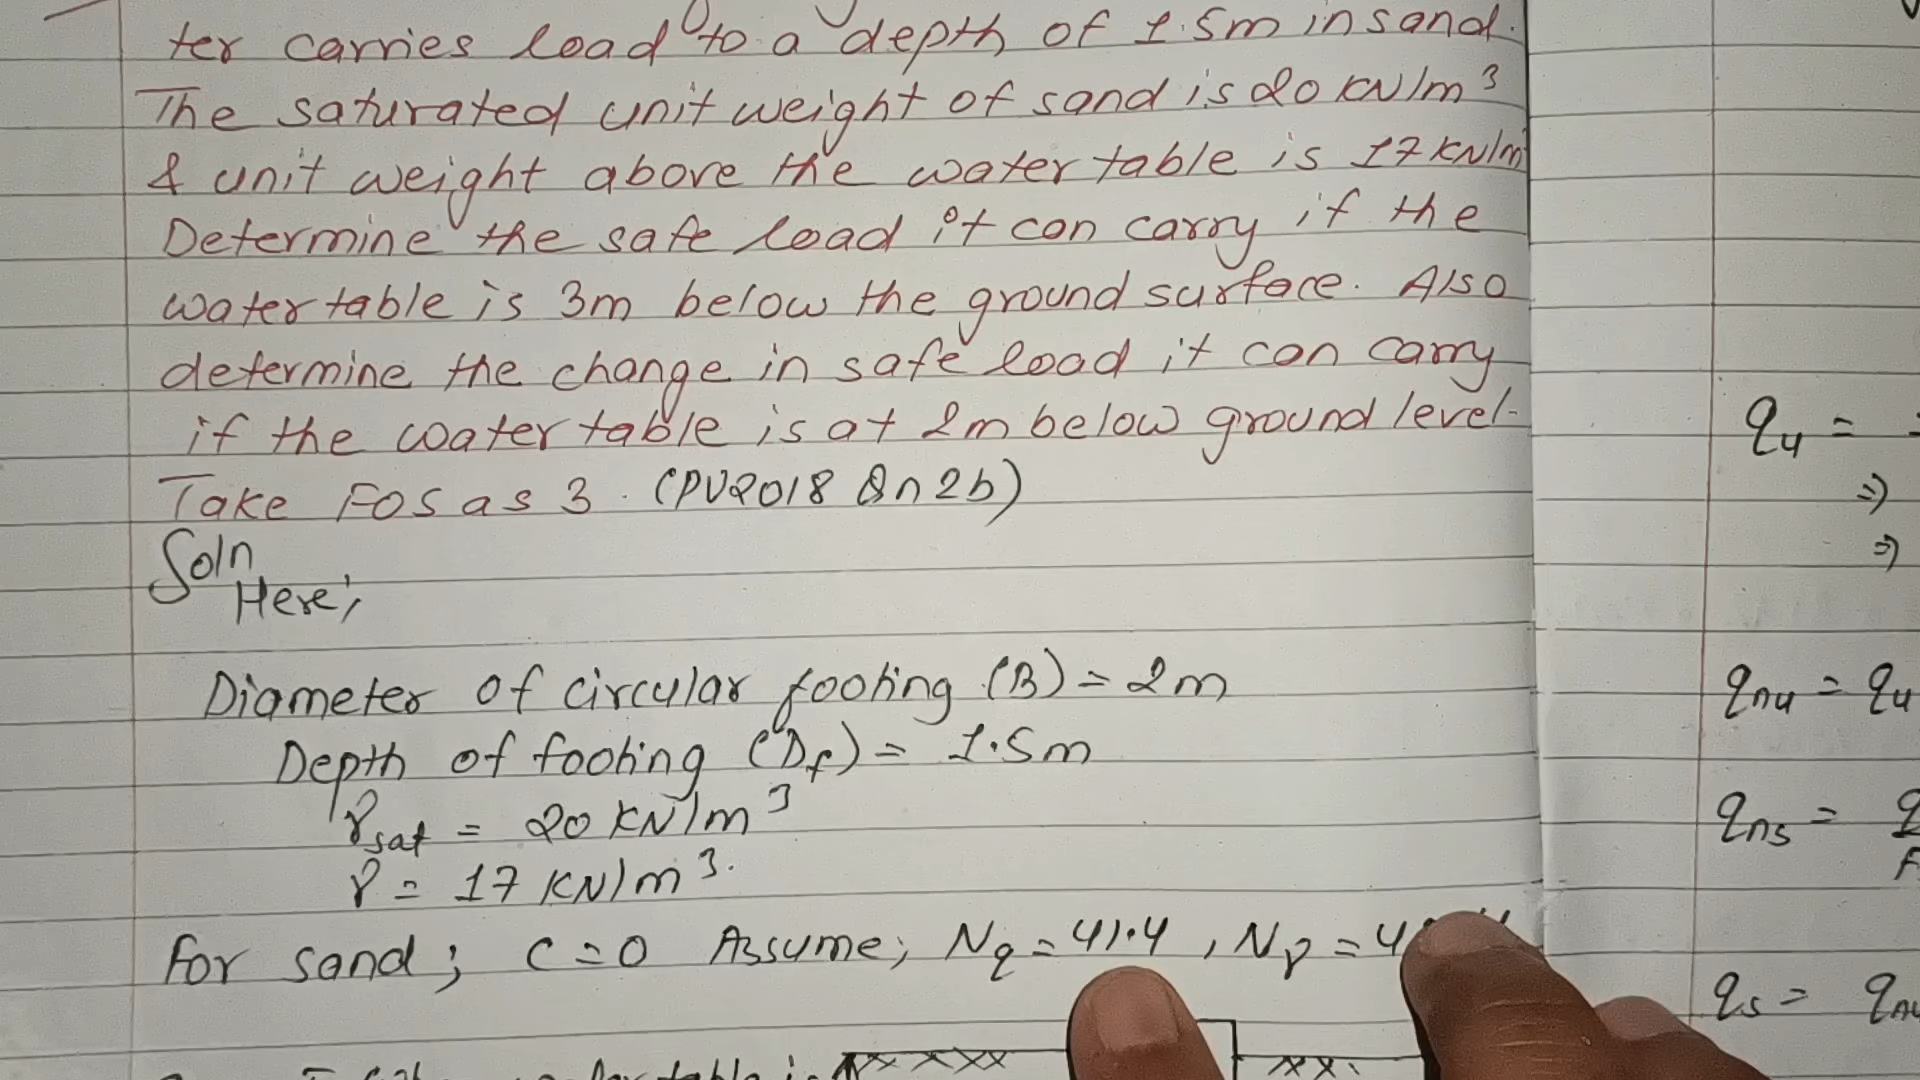 ter carries load to a depth of 1.5m in sand.
The saturated unit weight of sand is 20 KN/m³
& unit weight above the water table is 17 KN/m
Determine the safe load it can carry if the
water table is 3m below the ground surface. Also
determine the change in safe load it can carry
if the water table is at 2m below ground level.
Take FOS as 3. (PU2018 Qn2b)
Soln
Here;
Diameter of circular footing (B) = 2m
Depth of footing (Df) = 1.5m
γsat = 20 KN/m³
γ = 17 KN/m³.
For sand; c=0 Assume; Nq = 41.4, Nγ = 4
qu =
⇒
⇒
qnu = qu
qns =
qs =